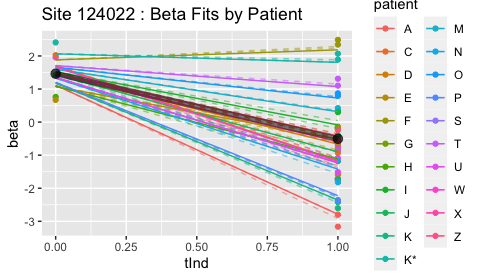 Site 124022 : Beta Fits by Patient
patient
A
C
D
E
F
G
H
I
J
K
K*
M
N
O
P
S
T
U
W
X
Z
2
1
0
-1
-2
-3
beta
0.00
0.25
0.50
0.75
1.00
tInd